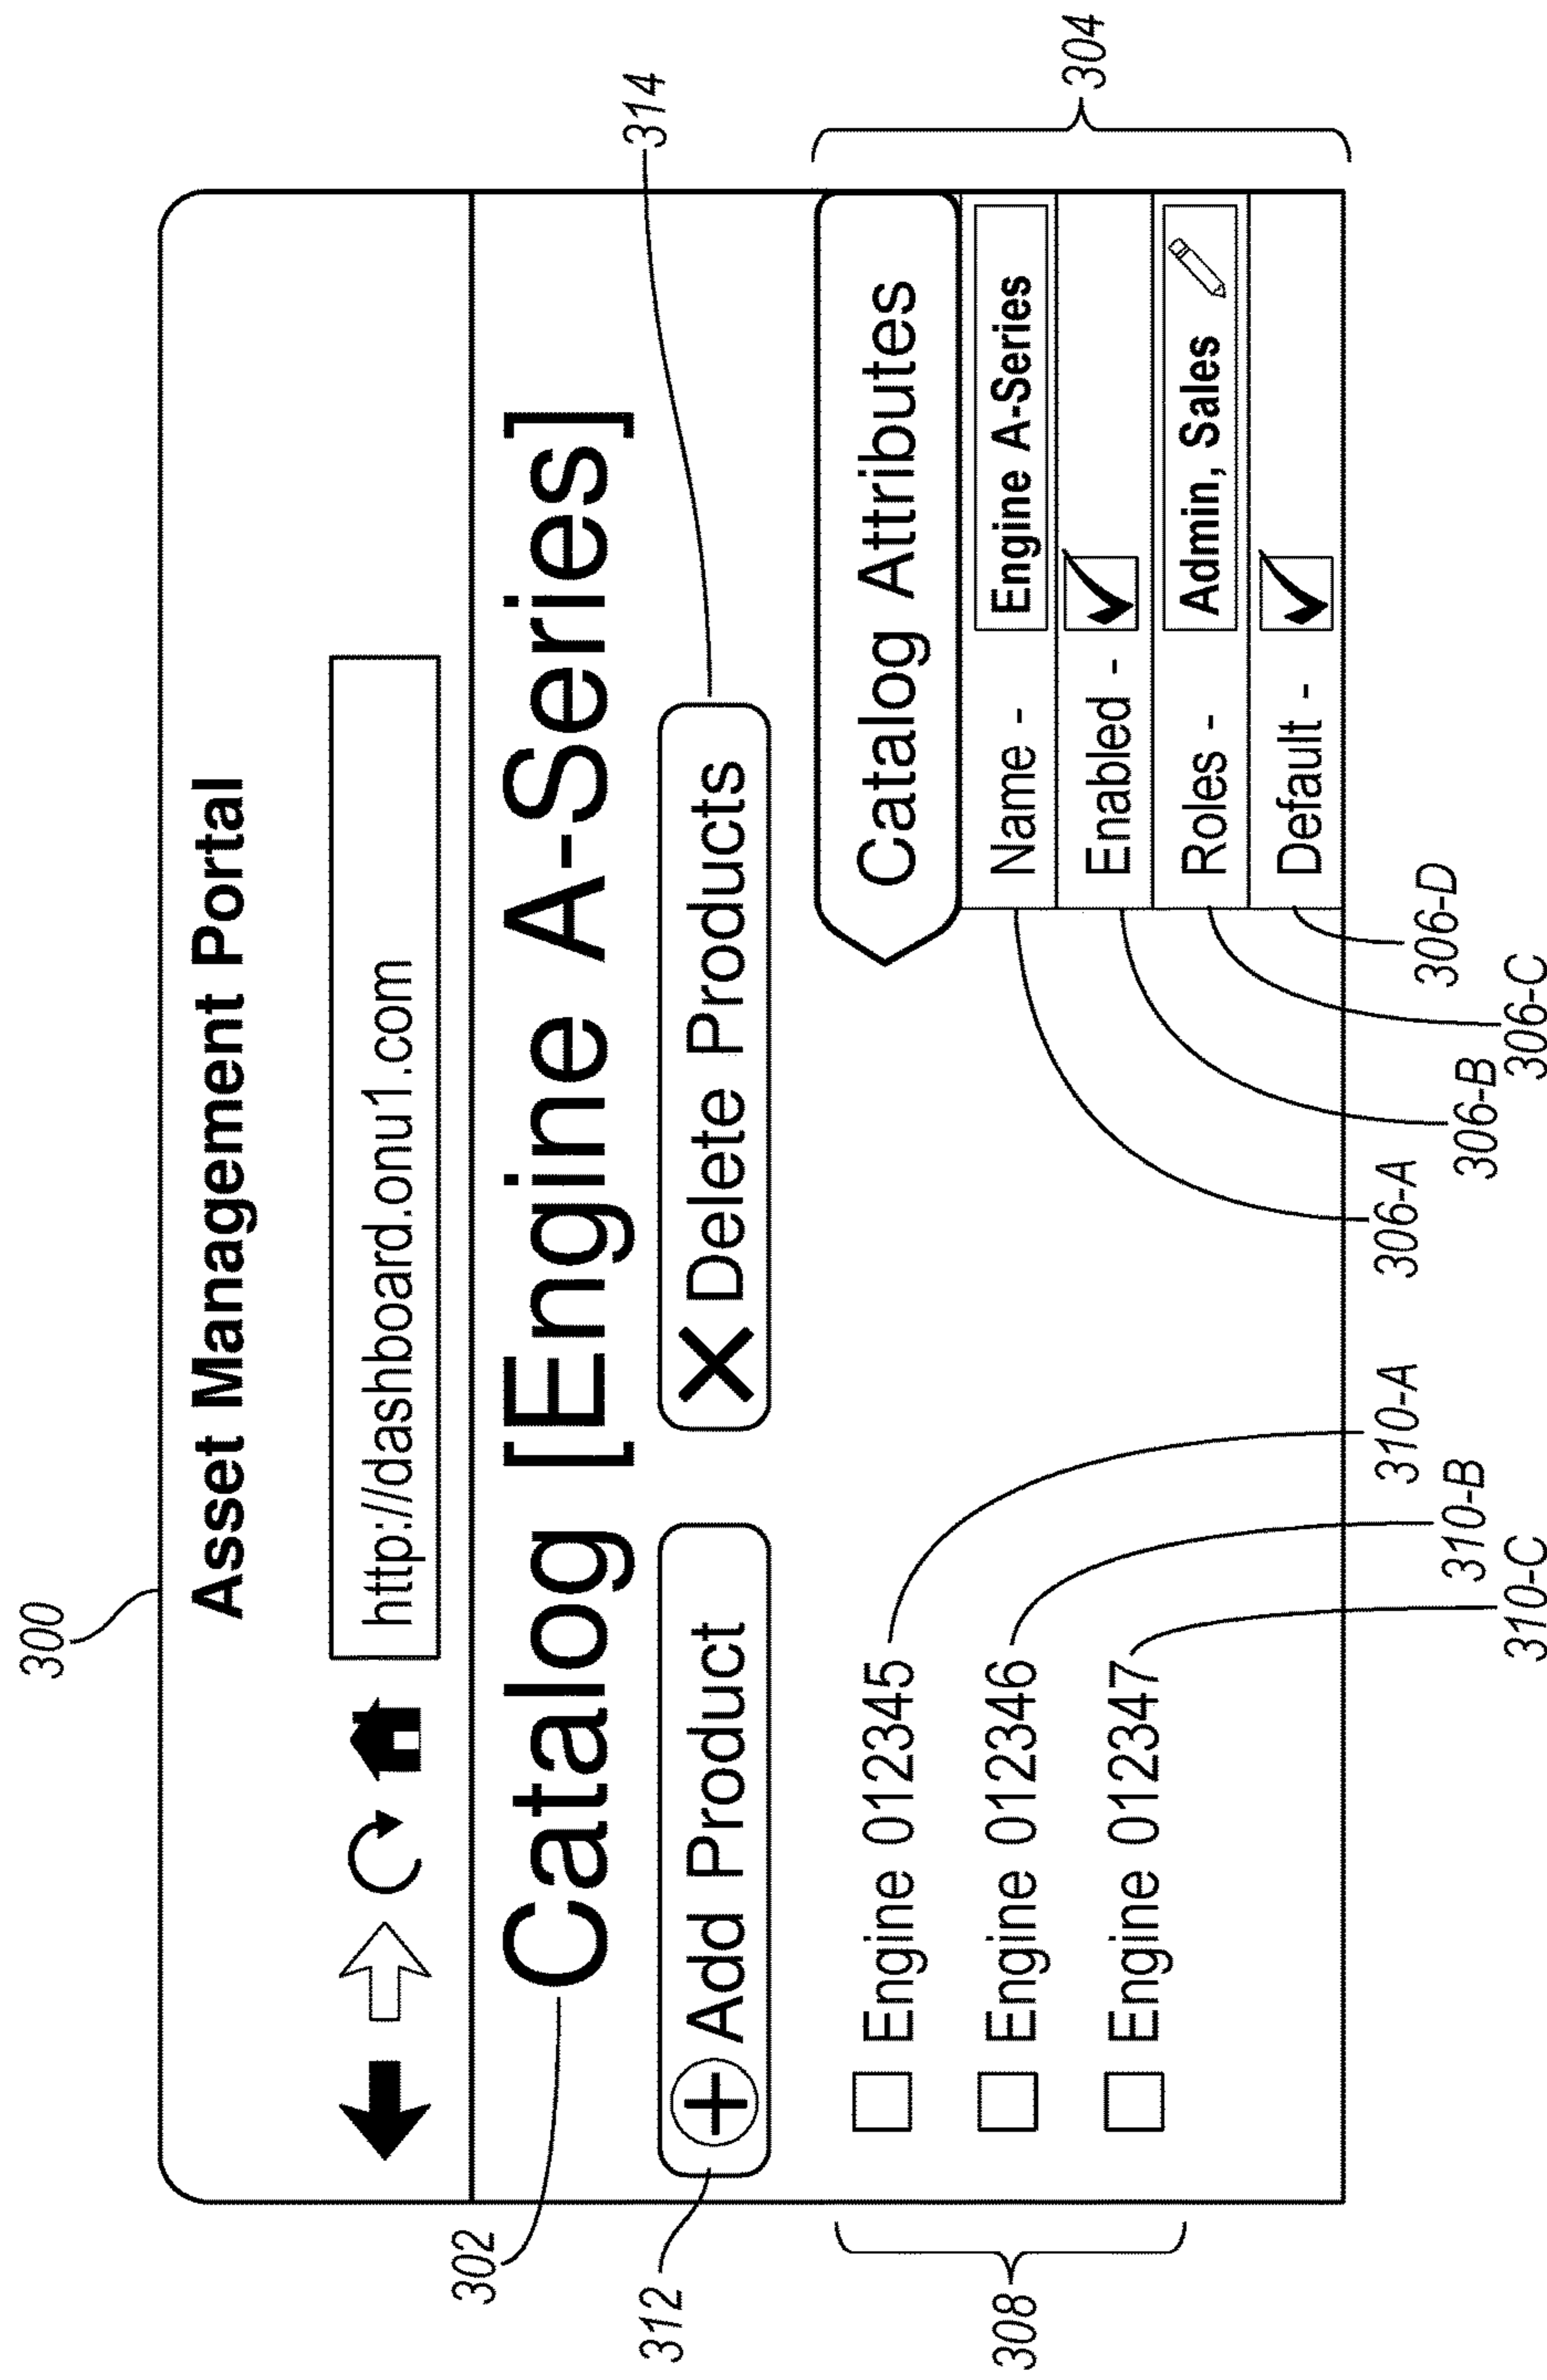 300
Asset Management Portal
http://dashboard.onu1.com
302
Catalog [Engine A-Series]
312
Add Product
Delete Products
314
308
Engine 012345
Engine 012346
Engine 012347
Catalog Attributes
Name - Engine A-Series
Enabled -
Roles - Admin, Sales
Default -
304
310-A
310-B
310-C
306-A
306-B
306-C
306-D